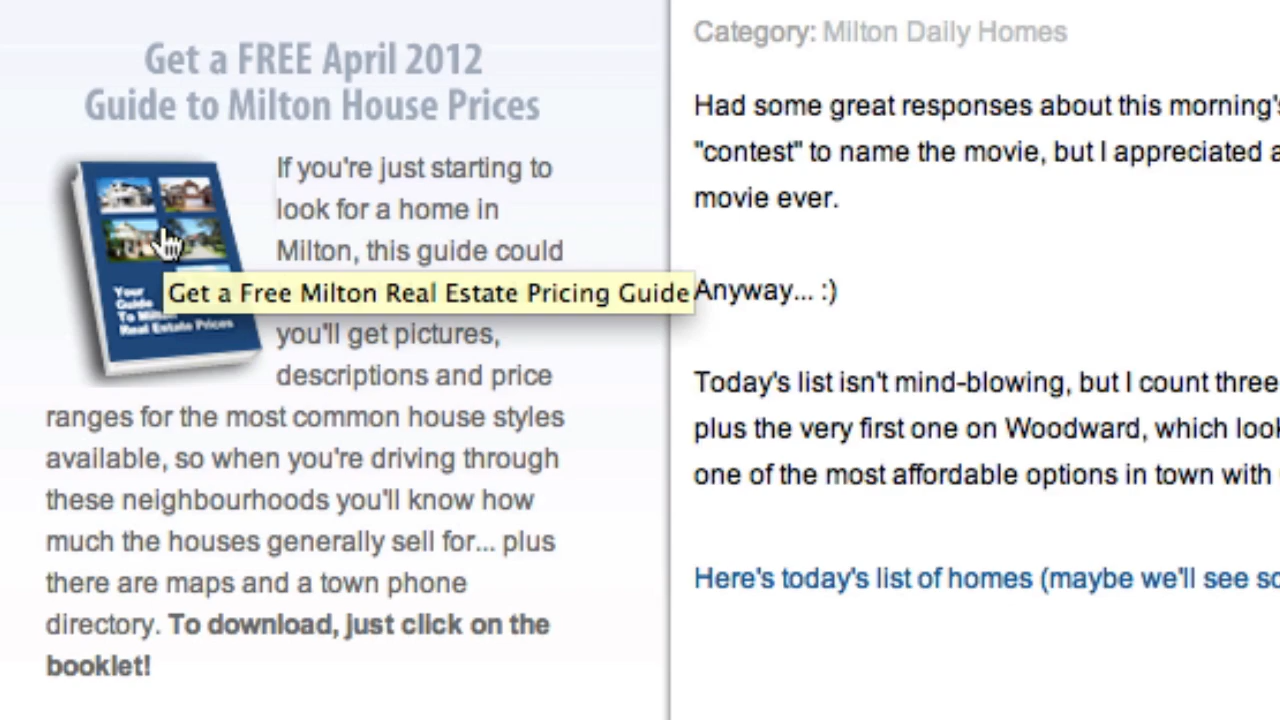 Get a FREE April 2012
Guide to Milton House Prices
If you're just starting to
look for a home in
Milton, this guide could
Get a Free Milton Real Estate Pricing Guide
you'll get pictures,
descriptions and price
ranges for the most common house styles
available, so when you're driving through
these neighbourhoods you'll know how
much the houses generally sell for... plus
there are maps and a town phone
directory. To download, just click on the
booklet!
Your
Guide
To
Real Estate Prices
Category: Milton Daily Homes
Had some great responses about this morning's
"contest" to name the movie, but I appreciated a
movie ever.
Anyway... :)
Today's list isn't mind-blowing, but I count three
plus the very first one on Woodward, which look
one of the most affordable options in town with
Here's today's list of homes (maybe we'll see so